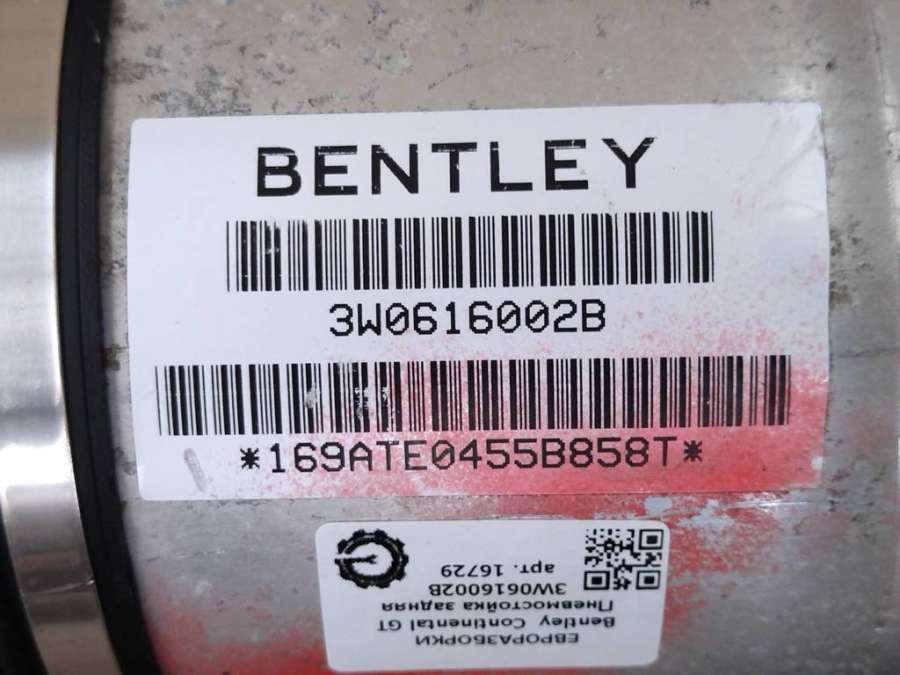 BENTLEY
3W0616002B
*169ATE0455B858T*
ЕВРОРАЗБОРКИ
Bentley Continental GT
Пневмостойка задняя
3W0616002B
арт. 16729